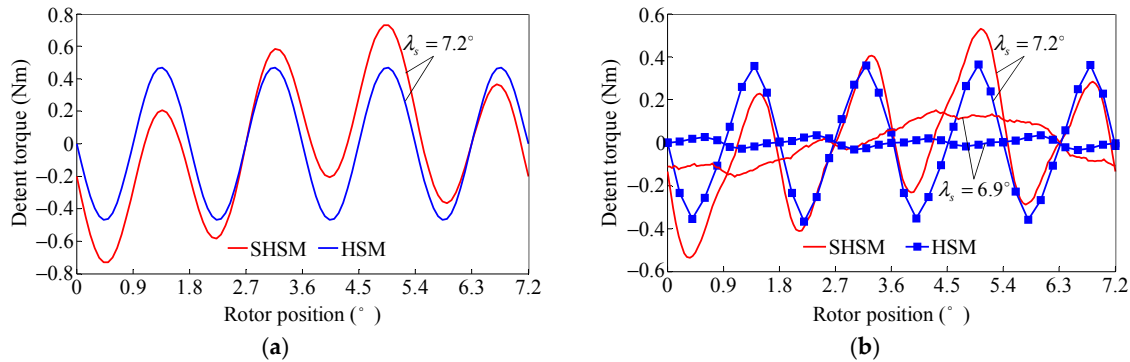 (a)
Detent torque (Nm)
0.8
0.6
0.4
0.2
0
−0.2
−0.4
−0.6
−0.8
λs = 7.2°
SHSM HSM
0 0.9 1.8 2.7 3.6 4.5 5.4 6.3 7.2
Rotor position (° )
(a)
(b)
Detent torque (Nm)
0.6
0.4
0.2
0
−0.2
−0.4
−0.6
λs = 7.2°
λs = 6.9°
SHSM HSM
0 0.9 1.8 2.7 3.6 4.5 5.4 6.3 7.2
Rotor position (° )
(b)